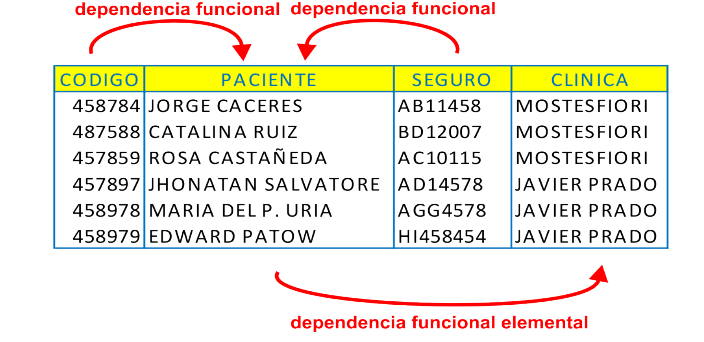 dependencia funcional dependencia funcional
CODIGO PACIENTE SEGURO CLINICA
458784 JORGE CACERES AB11458 MOSTESFIORI
487588 CATALINA RUIZ BD12007 MOSTESFIORI
457859 ROSA CASTAÑEDA AC10115 MOSTESFIORI
457897 JHONATAN SALVATORE AD14578 JAVIER PRADO
458978 MARIA DEL P. URIA AGG4578 JAVIER PRADO
458979 EDWARD PATOW HI458454 JAVIER PRADO
dependencia funcional elemental